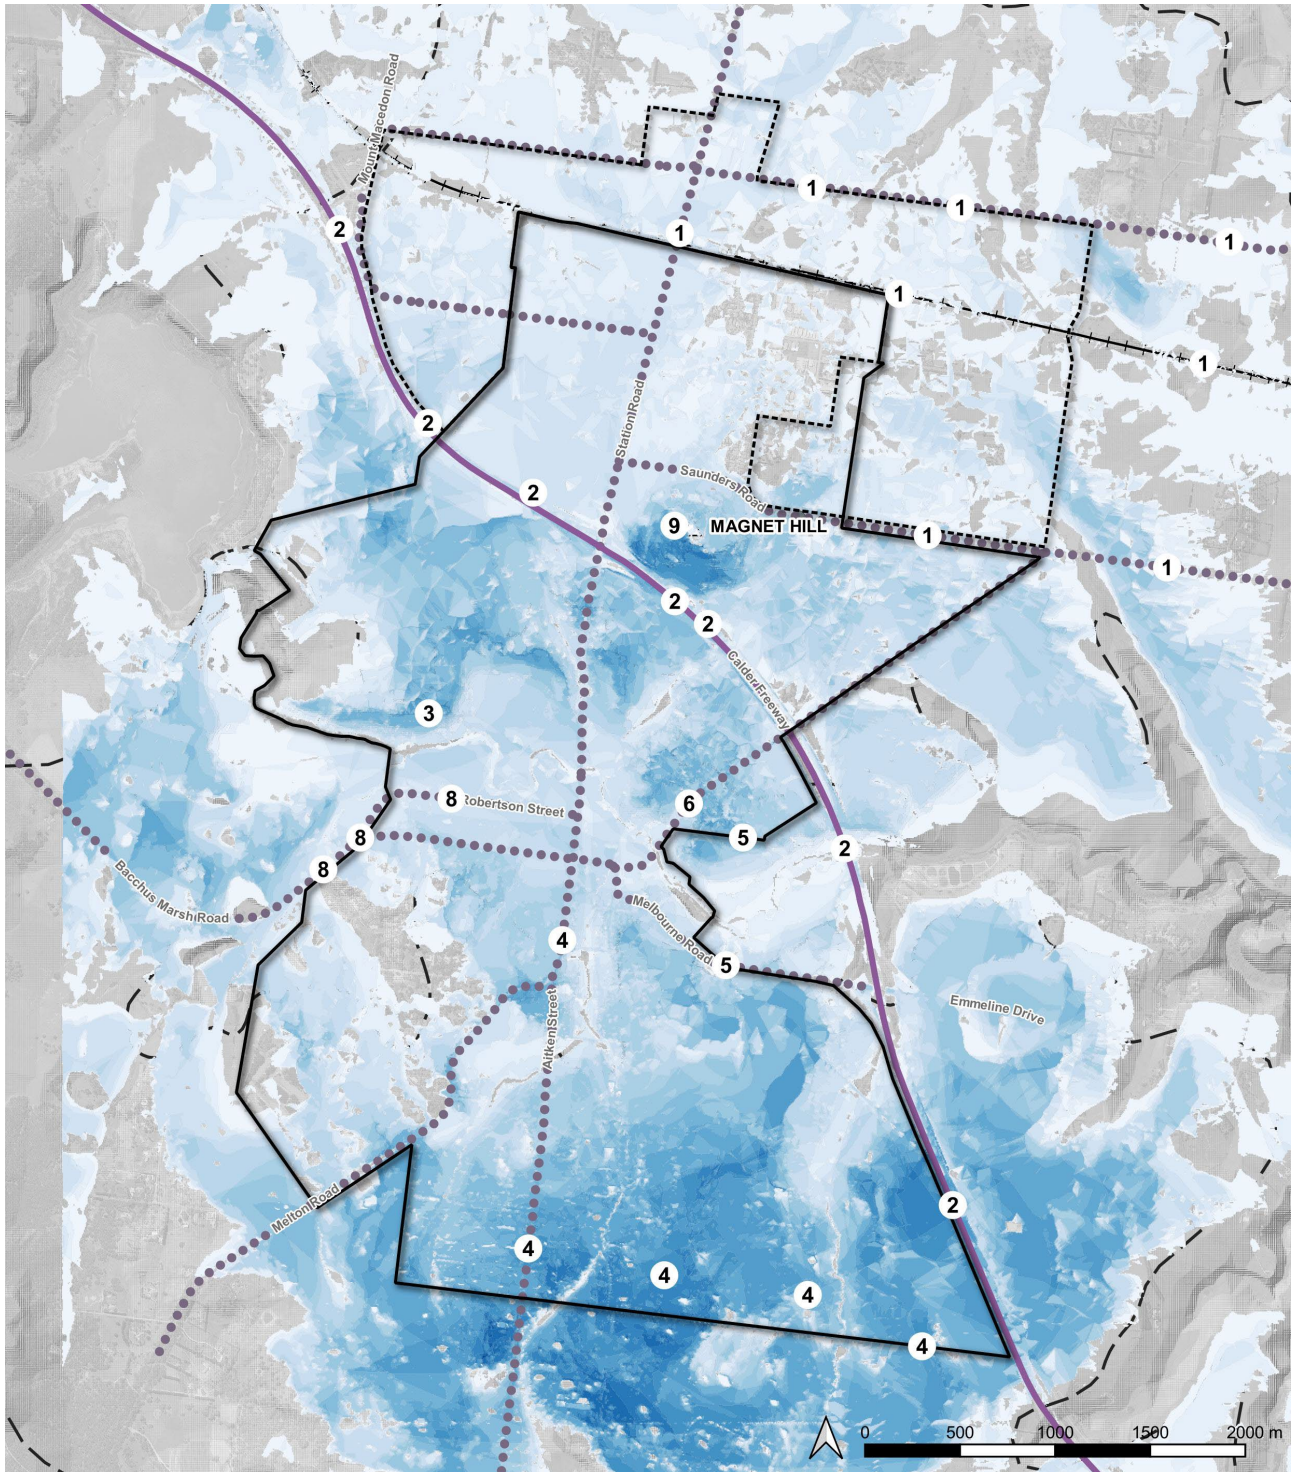 Mount Macedon Road
1
1
2
1
1
1
1
2
Station Road
Saunders Road
2
9
MAGNET HILL
1
1
2
2
Calder Freeway
3
6
8
Robertson Street
5
8
2
8
Bacchus Marsh Road
Melbourne Road
4
5
Emmeline Drive
Aitken Street
Melton Road
2
4
4
4
4
0 500 1000 1500 2000 m